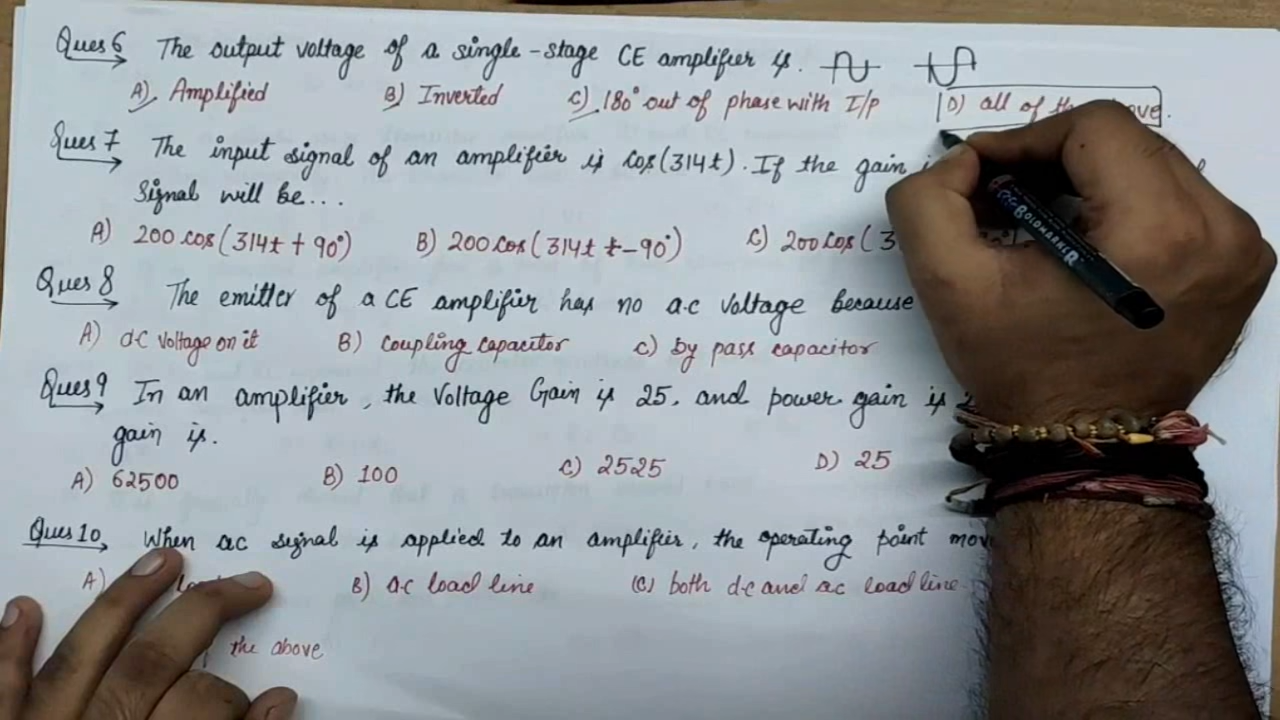 Ques 6 The output voltage of a single-stage CE amplifier is.
A) Amplified B) Inverted C) 180° out of phase with I/p D) all of the above.
Ques 7 The input signal of an amplifier is cos(314t). If the gain
Signal will be...
A) 200 cos(314t + 90°) B) 200 cos(314t - 90°) C) 200 cos(3
Ques 8 The emitter of a CE amplifier has no a.c voltage because
A) d.c voltage on it B) coupling capacitor C) by pass capacitor
Ques 9 In an amplifier, the Voltage Gain is 25, and power gain is
gain is.
A) 62500 B) 100 C) 2525 D) 25
Ques 10 When ac signal is applied to an amplifier, the operating point mov
A) B) a.c load line (C) both d.c and ac load line
the above
BOLDMARKER